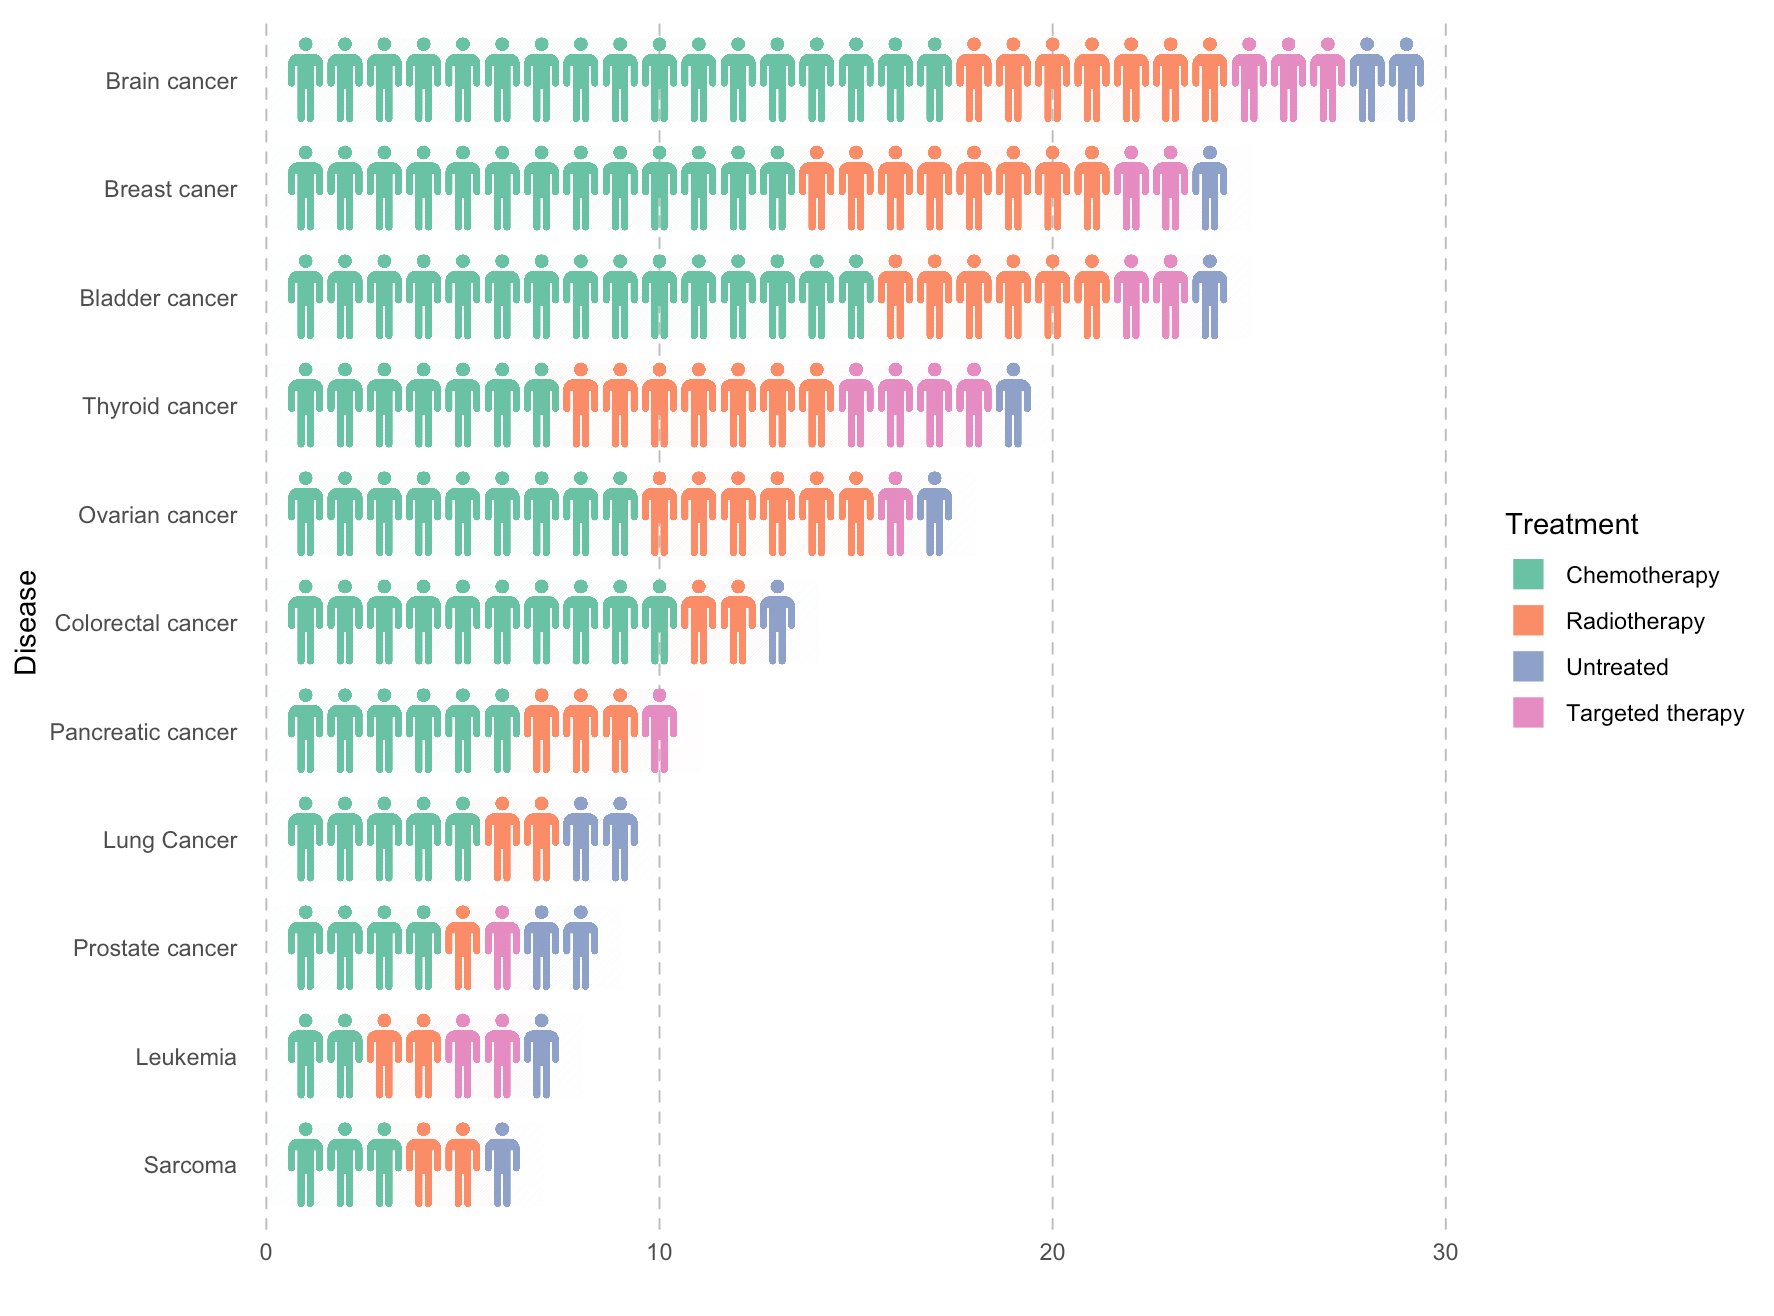 Brain cancer
Breast caner
Bladder cancer
Thyroid cancer
Ovarian cancer
Colorectal cancer
Pancreatic cancer
Lung Cancer
Prostate cancer
Leukemia
Sarcoma
Disease
0 10 20 30
Treatment
Chemotherapy
Radiotherapy
Untreated
Targeted therapy